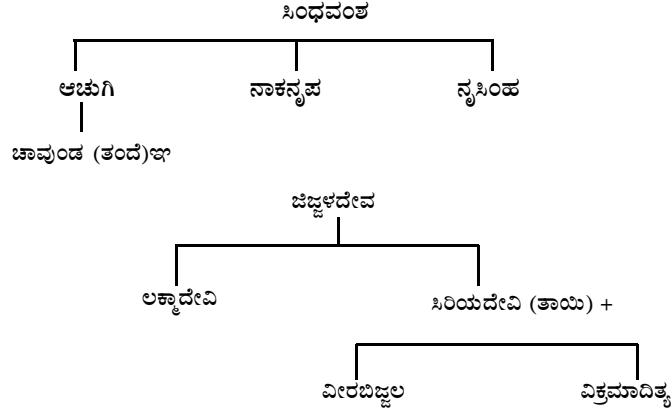 ಸಿಂಧವಂಶ
ಆಚುಗಿ ನಾಕನೃಪ ನೃಸಿಂಹ
ಚಾವುಂಡ (ತಂದೆ)ಞ
ಜಿಜ್ಜಳದೇವ
ಲಕ್ಮಾದೇವಿ ಸಿರಿಯದೇವಿ (ತಾಯಿ) +
ವೀರಬಿಜ್ಜಲ ವಿಕ್ರಮಾದಿತ್ಯ